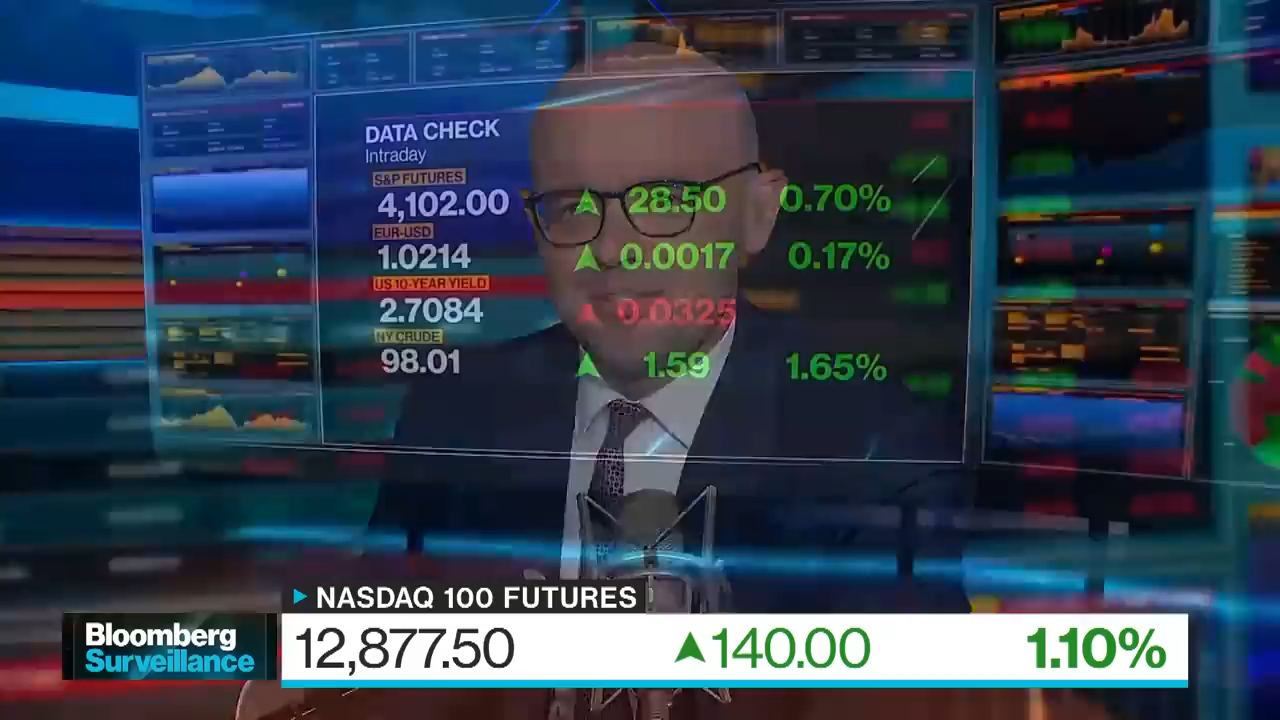 DATA CHECK
Intraday
S&P FUTURES
4,102.00 ▲ 28.50 0.70%
EUR-USD
1.0214 ▲ 0.0017 0.17%
US 10-YEAR YIELD
2.7084 ▲ 0.0325
NY CRUDE
98.01 ▲ 1.59 1.65%
NASDAQ 100 FUTURES
Bloomberg
Surveillance
12,877.50 ▲ 140.00 1.10%